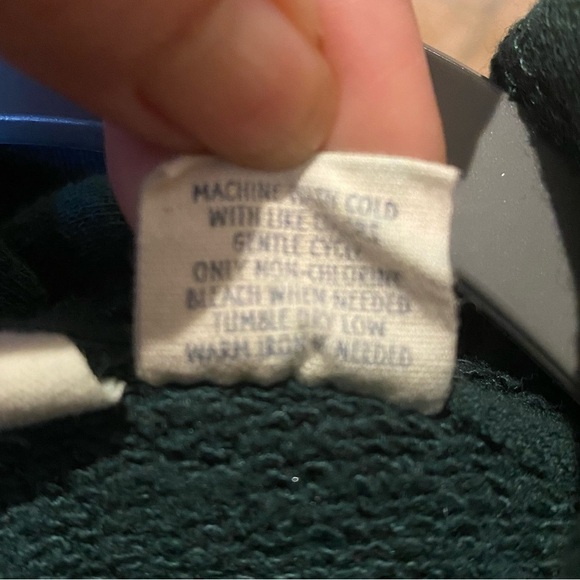 MACHINE WASH COLD
WITH LIKE COLORS
GENTLE CYCLE
ONLY NON-CHLORINE
BLEACH WHEN NEEDED
TUMBLE DRY LOW
WARM IRON IF NEEDED